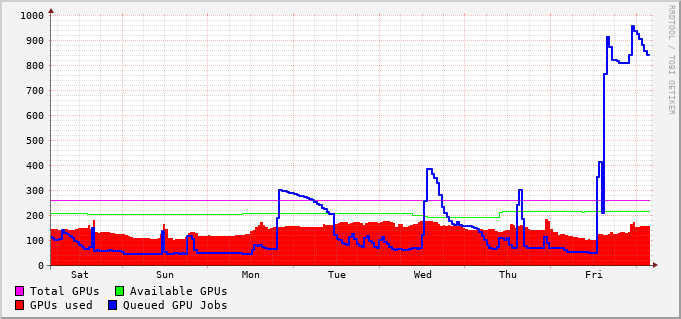 1000
900
800
700
600
500
400
300
200
100
0
Sat Sun Mon Tue Wed Thu Fri
Total GPUs Available GPUs
GPUs used Queued GPU Jobs
RRDTOOL / TOBI OETIKER